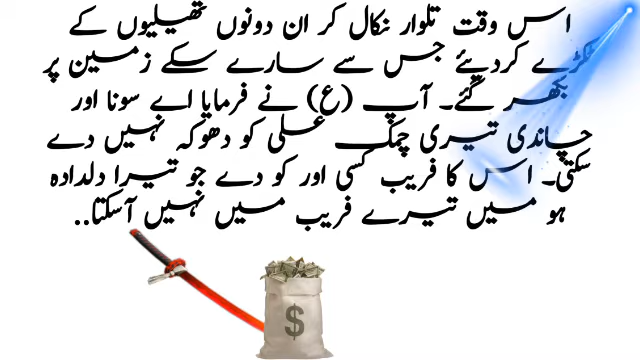 اس وقت تلوار نکال کر ان دونوں تھیلیوں کے
ٹکڑے کردیئے جس سے سارے سکے زمین پر
بکھر گئے۔ آپ (ع) نے فرمایا اے سونا اور
چاندی تیری چمک علی کو دھوکہ نہیں دے
سکتی۔ اس کا فریب کسی اور کو دے جو تیرا دلدادہ
ہو میں تیرے فریب میں نہیں آسکتا..
$